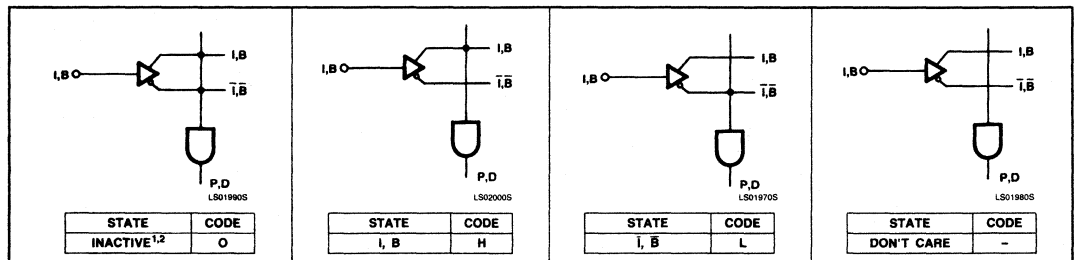 I,B
I,B
I̅,B̅
P,D
LS01990S
STATE CODE
INACTIVE1,2 O
I,B
I,B
I̅,B̅
P,D
LS02000S
STATE CODE
I, B H
I,B
I,B
I̅,B̅
P,D
LS01970S
STATE CODE
I̅, B̅ L
I,B
I,B
I̅,B̅
P,D
LS01980S
STATE CODE
DON'T CARE –